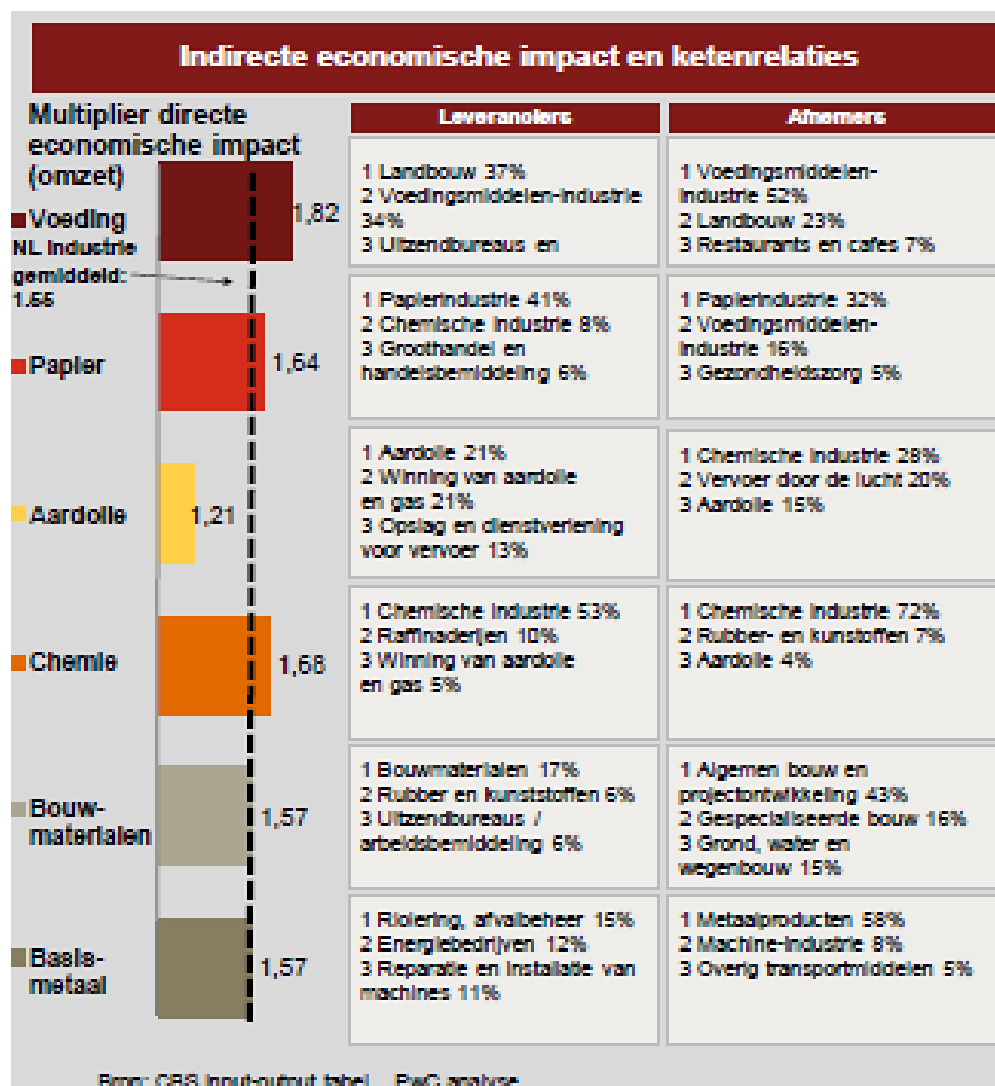 Indirecte economische impact en ketenrelaties
Multiplier directe
economische impact
(omzet)
Leveranciers
Afnemers
Voeding
1,82
NL Industrie
gemiddeld:
1 Landbouw 37%
2 Voedingsmiddelen-industrie
34%
3 Uitzendbureaus en
1 Voedingsmiddelen-
industrie 52%
2 Landbouw 23%
3 Restaurants en cafes 7%
Papier
1,64
1 Papierindustrie 41%
2 Chemische industrie 8%
3 Groothandel en
handelsbemiddeling 6%
1 Papierindustrie 32%
2 Voedingsmiddelen-
industrie 16%
3 Gezondheidszorg 5%
Aardolie
1,21
1 Aardolie 21%
2 Winning van aardolie
en gas 21%
3 Opslag en dienstverlening
voor vervoer 13%
1 Chemische industrie 28%
2 Vervoer door de lucht 20%
3 Aardolie 15%
Chemie
1,68
1 Chemische industrie 53%
2 Raffinaderijen 10%
3 Winning van aardolie
en gas 5%
1 Chemische industrie 72%
2 Rubber- en kunstoffen 7%
3 Aardolie 4%
Bouw-
materialen
1,57
1 Bouwmaterialen 17%
2 Rubber en kunststoffen 6%
3 Uitzendbureaus /
arbeidsbemiddeling 6%
1 Algemen bouw en
projectontwikkeling 43%
2 Gespecialiseerde bouw 16%
3 Grond, water en
wegenbouw 15%
Basis-
metaal
1,57
1 Riolering, afvalbeheer 15%
2 Energiebedrijven 12%
3 Reparatie en installatie van
machines 11%
1 Metaalproducten 58%
2 Machine-industrie 8%
3 Overig transportmiddelen 5%
Bron: CBS input-output tabel, PwC analyse